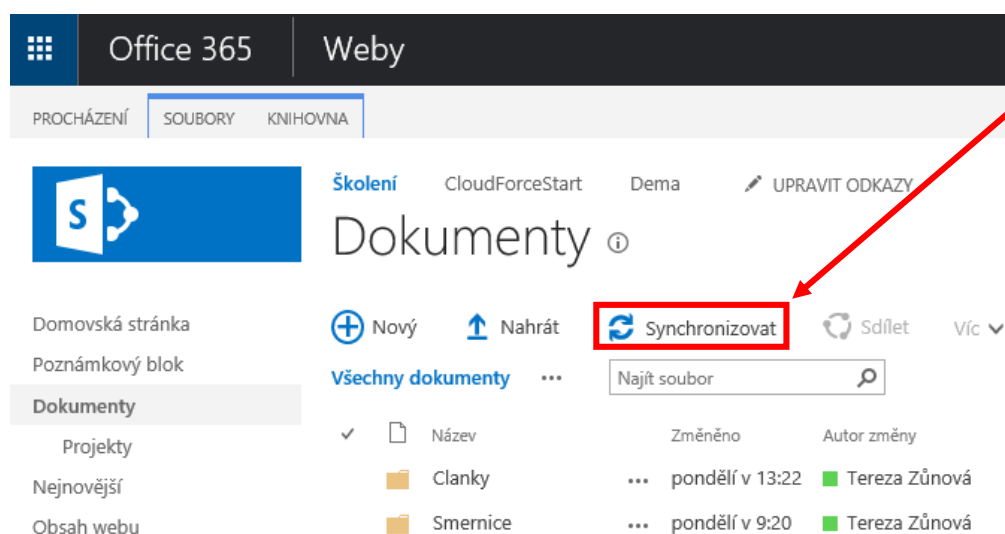 Office 365 Weby
PROCHÁZENÍ SOUBORY KNIHOVNA
S
Školení CloudForceStart Dema UPRAVIT ODKAZY
Dokumenty
Domovská stránka
Poznámkový blok
Dokumenty
Projekty
Nejnovější
Obsah webu
Nový Nahrát Synchronizovat Sdílet Víc
Všechny dokumenty ••• Najít soubor
Název Změněno Autor změny
Clanky ••• pondělí v 13:22 Tereza Zůnová
Smernice ••• pondělí v 9:20 Tereza Zůnová